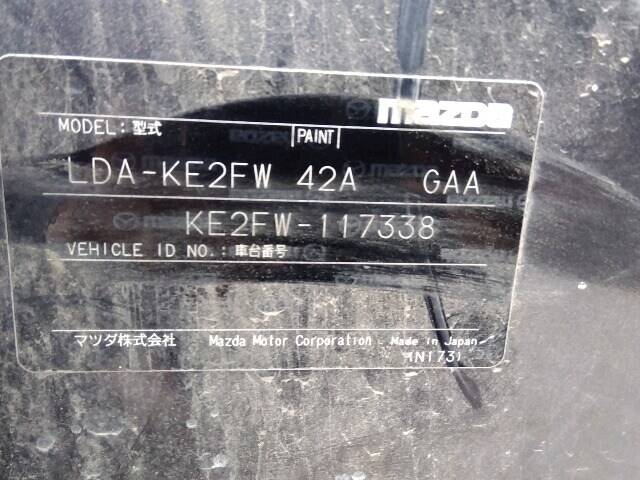 mazda
MODEL: 型式 PAINT
LDA-KE2FW 42A GAA
KE2FW-117338
VEHICLE ID NO.: 車台番号
マツダ株式会社 Mazda Motor Corporation Made in Japan
(N173)